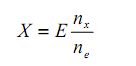 X = E n_x / n_e